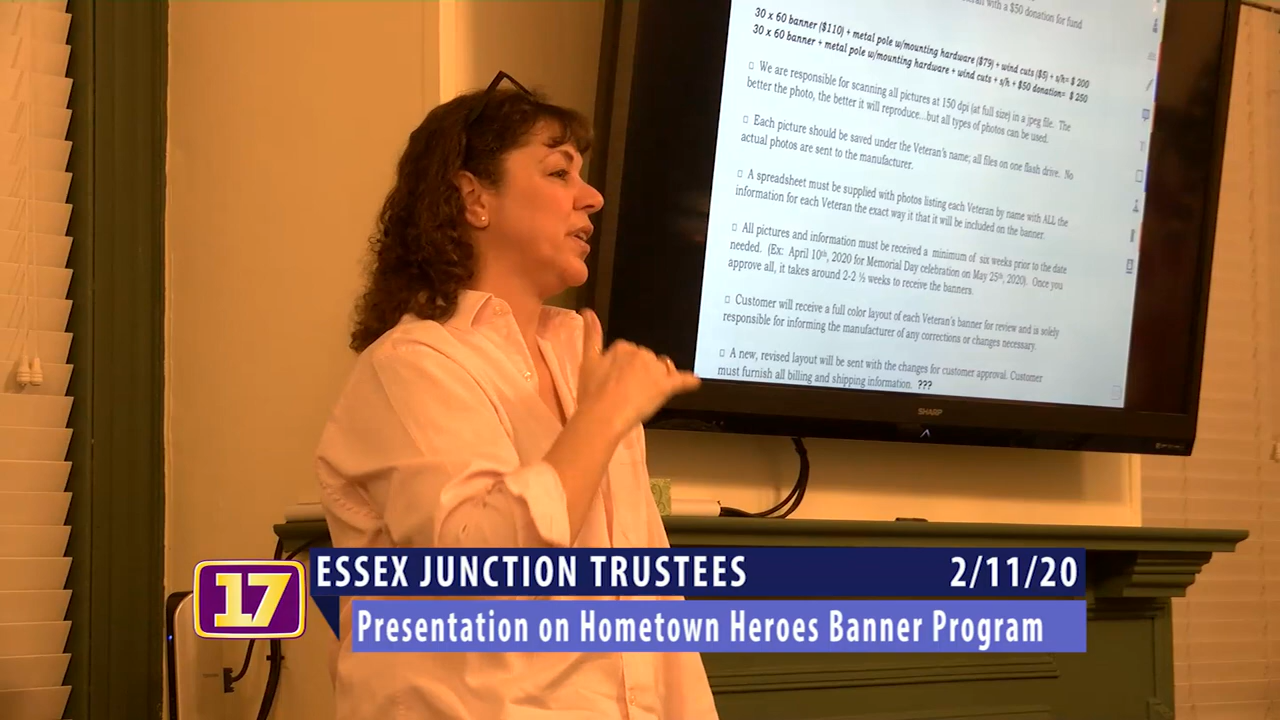 with a $50 donation for fund
30 x 60 banner ($110) + metal pole w/mounting hardware ($79) + wind cuts ($5) + s/h= $ 200
30 x 60 banner + metal pole w/mounting hardware + wind cuts + s/h + $50 donation= $ 250
□ We are responsible for scanning all pictures at 150 dpi (at full size) in a jpeg file. The
better the photo, the better it will reproduce...but all types of photos can be used.
□ Each picture should be saved under the Veteran's name; all files on one flash drive. No
actual photos are sent to the manufacturer.
□ A spreadsheet must be supplied with photos listing each Veteran by name with ALL the
information for each Veteran the exact way it that it will be included on the banner.
□ All pictures and information must be received a minimum of six weeks prior to the date
needed. (Ex: April 10th, 2020 for Memorial Day celebration on May 25th, 2020). Once you
approve all, it takes around 2-2 ½ weeks to receive the banners.
□ Customer will receive a full color layout of each Veteran's banner for review and is solely
responsible for informing the manufacturer of any corrections or changes necessary.
□ A new, revised layout will be sent with the changes for customer approval. Customer
must furnish all billing and shipping information. ???
SHARP
17
ESSEX JUNCTION TRUSTEES 2/11/20
Presentation on Hometown Heroes Banner Program